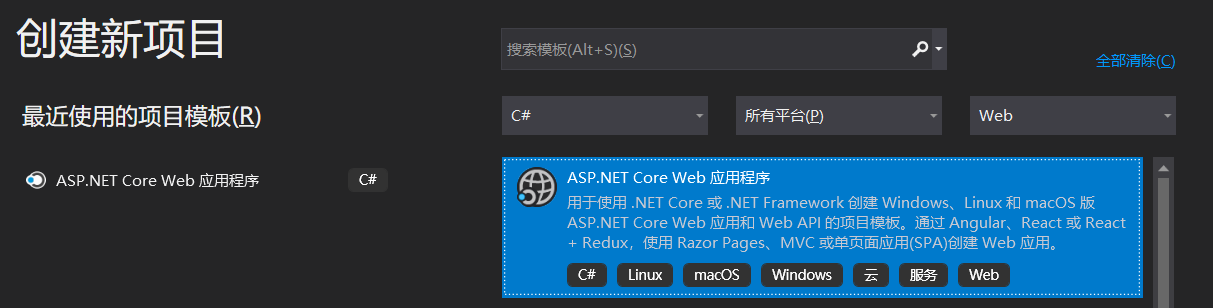 创建新项目
搜索模板(Alt+S)(S)
全部清除(C)
最近使用的项目模板(R)
C#
所有平台(P)
Web
ASP.NET Core Web 应用程序
C#
ASP.NET Core Web 应用程序
用于使用 .NET Core 或 .NET Framework 创建 Windows、Linux 和 macOS 版
ASP.NET Core Web 应用和 Web API 的项目模板。通过 Angular、React 或 React
+ Redux，使用 Razor Pages、MVC 或单页面应用(SPA)创建 Web 应用。
C#
Linux
macOS
Windows
云
服务
Web